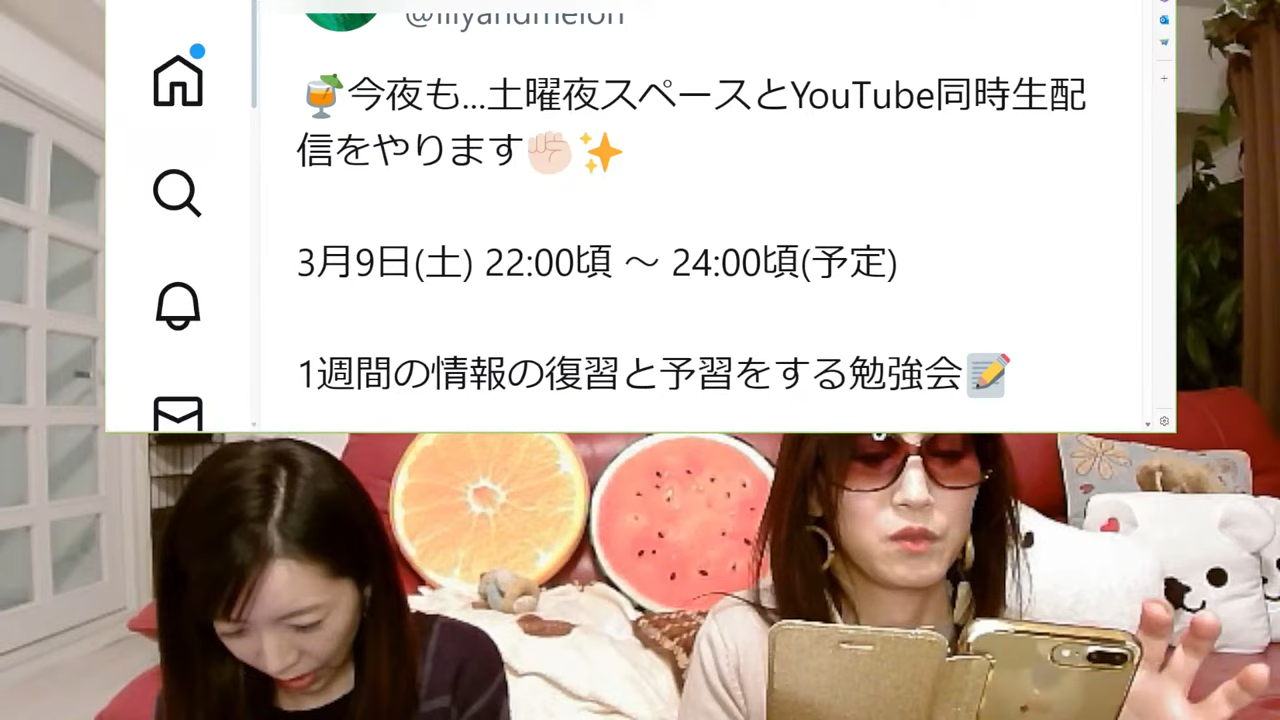 @lilyandmelon
🍹今夜も...土曜夜スペースとYouTube同時生配
信をやります✊🏻✨
3月9日(土) 22:00頃 ～ 24:00頃(予定)
1週間の情報の復習と予習をする勉強会📝